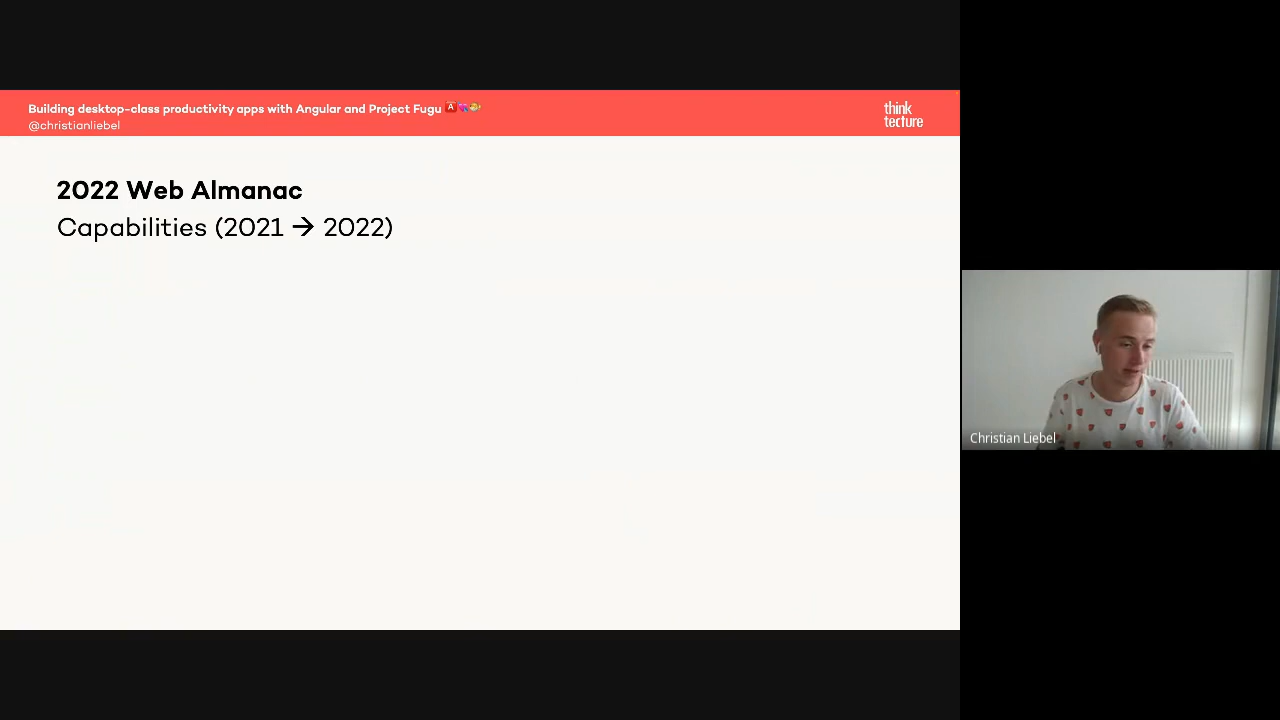 Building desktop-class productivity apps with Angular and Project Fugu 🅰️💘🐡
@christianliebel
think
tecture
2022 Web Almanac
Capabilities (2021 → 2022)
Christian Liebel